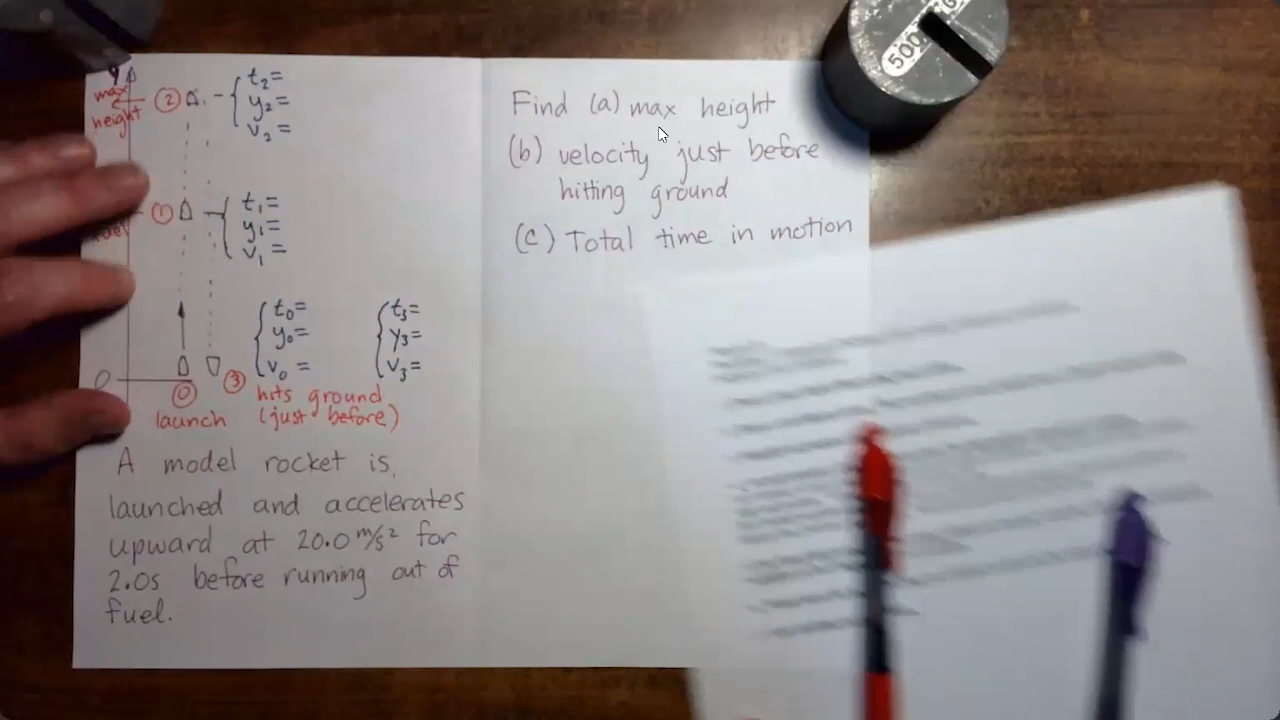 y
max
height
② t₂=
y₂=
v₂=
① t₁=
y₁=
v₁=
fuel
t₀=
y₀=
v₀=
t₃=
y₃=
v₃=
0
⓪
launch
③ hits ground
(just before)
A model rocket is
launched and accelerates
upward at 20.0 m/s² for
2.0s before running out of
fuel.
Find (a) max height
(b) velocity just before
hitting ground
(c) Total time in motion
500